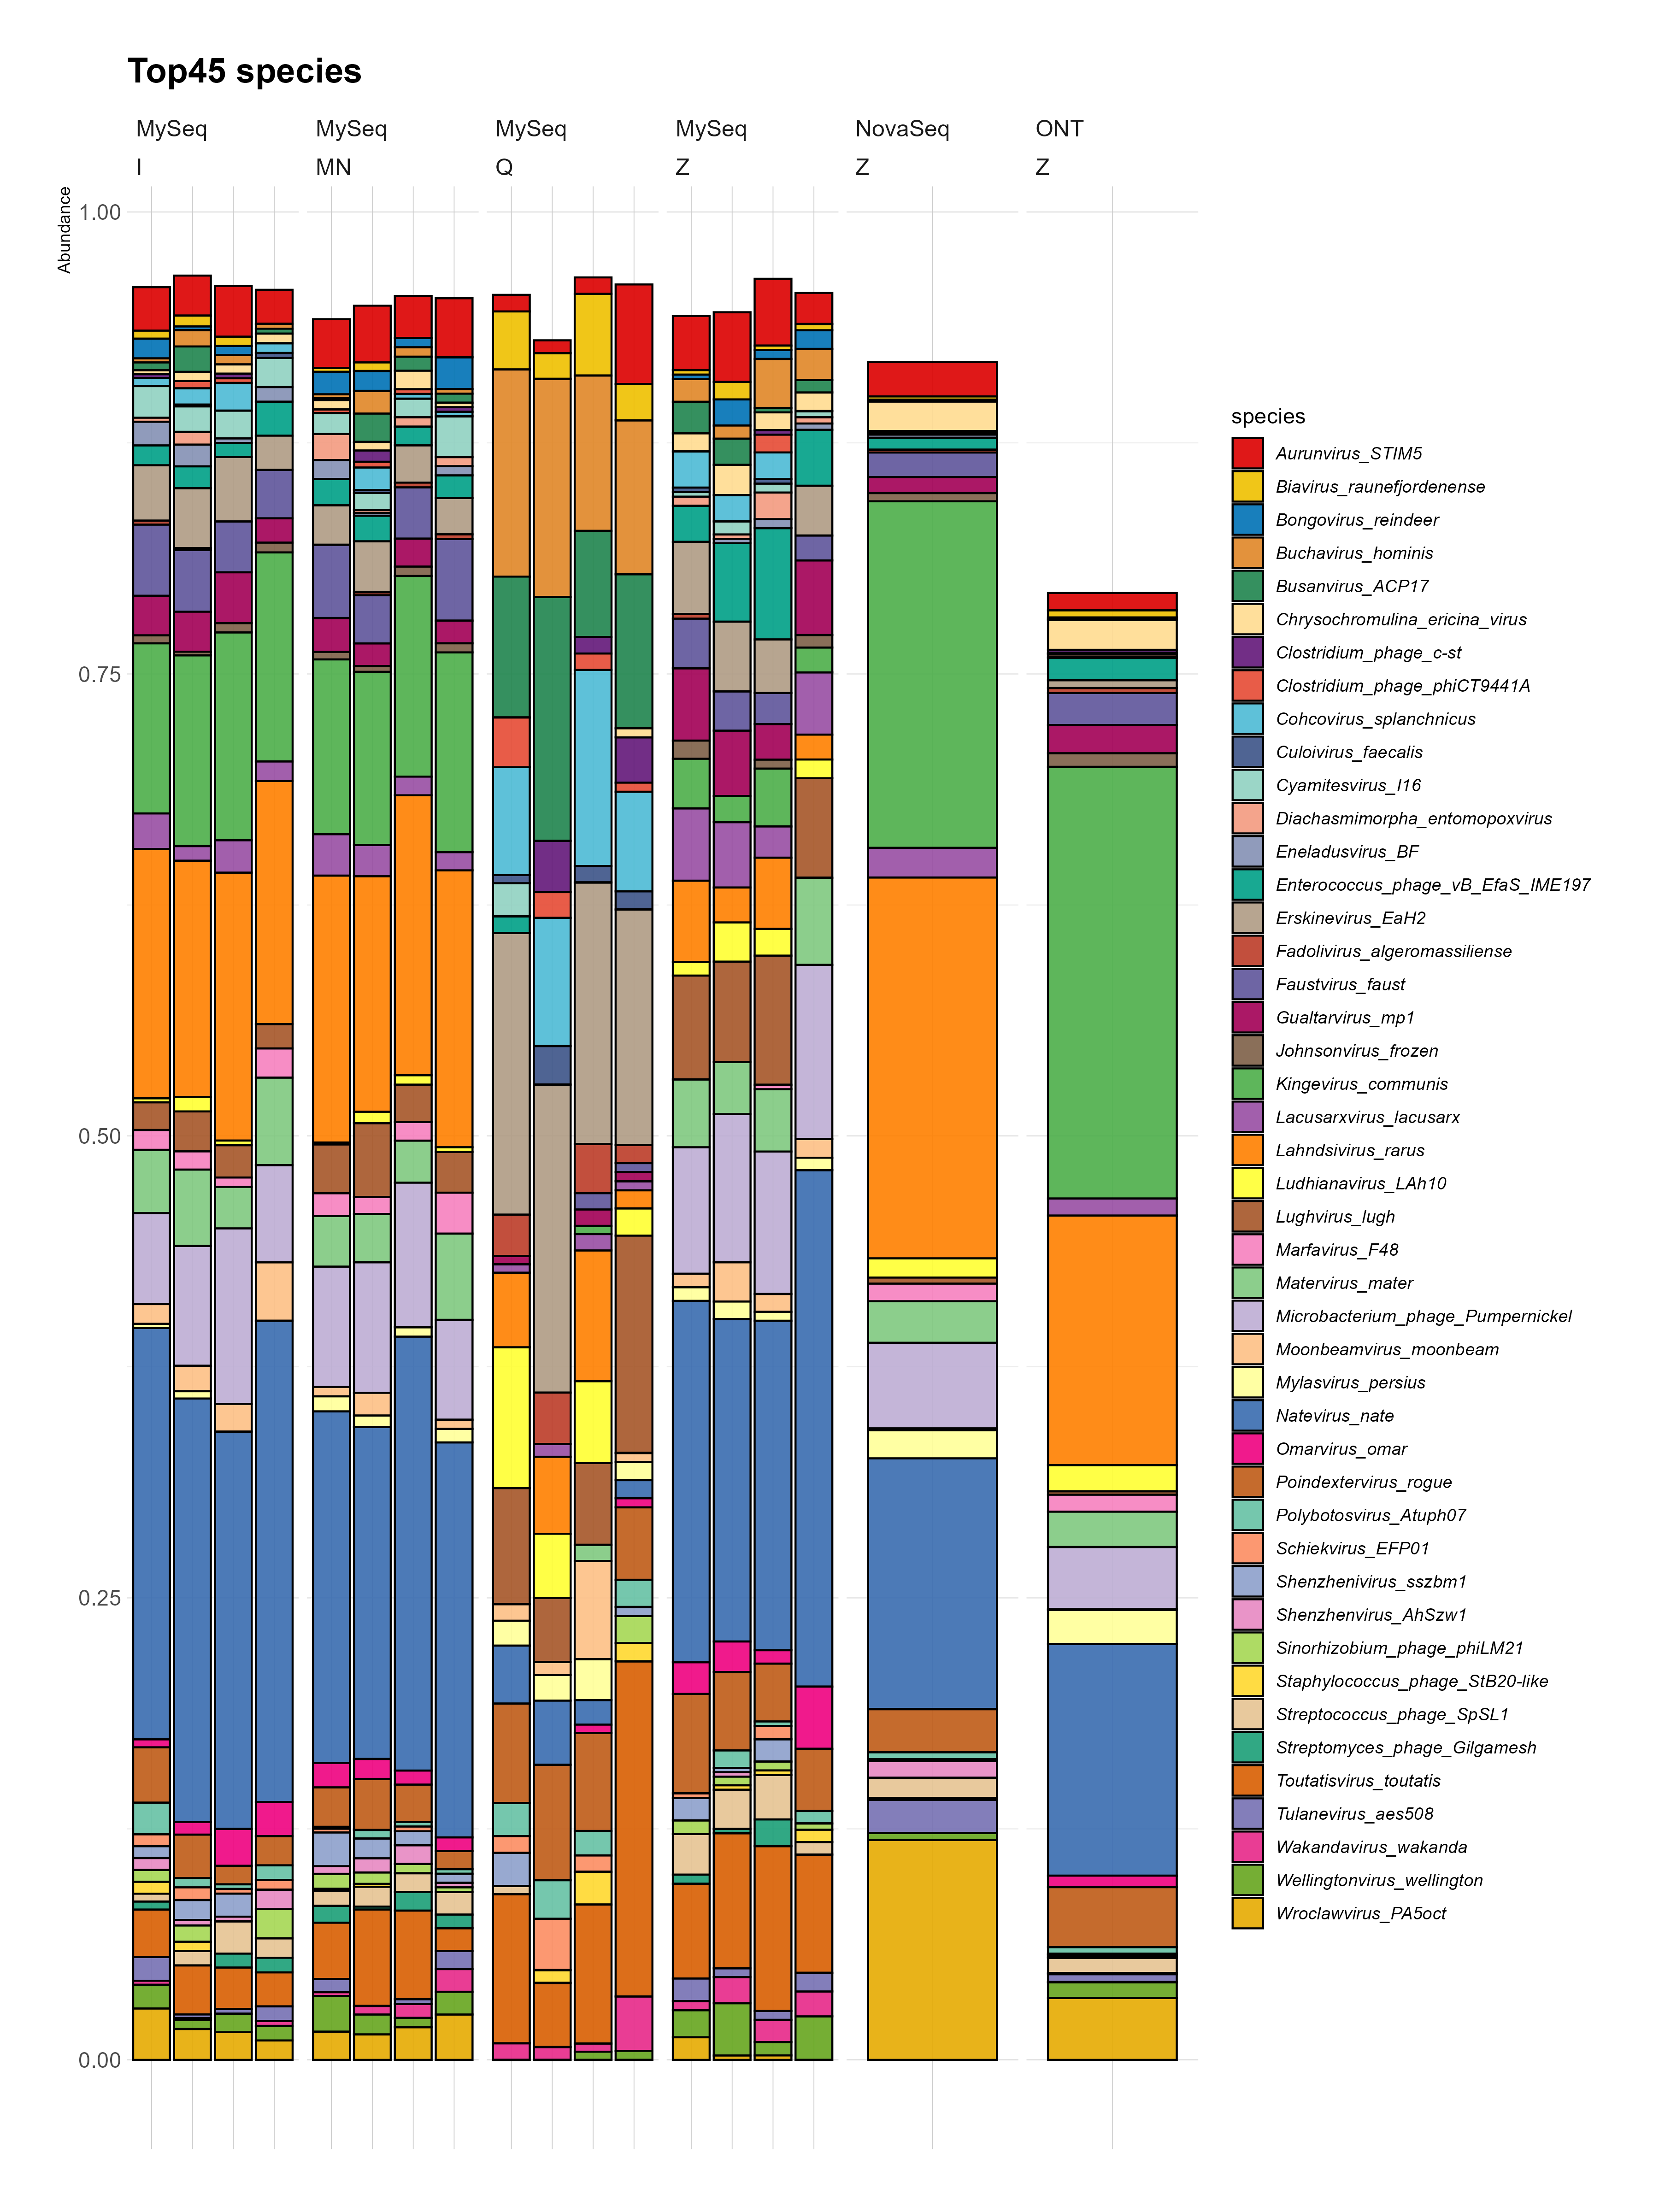 Top45 species
MySeq MySeq MySeq MySeq NovaSeq ONT
I MN Q Z Z Z
Abundance
1.00
0.75
0.50
0.25
0.00
species
Aurunvirus_STIM5
Biavirus_raunefjordenense
Bongovirus_reindeer
Buchavirus_hominis
Busanvirus_ACP17
Chrysochromulina_ericina_virus
Clostridium_phage_c-st
Clostridium_phage_phiCT9441A
Cohcovirus_splanchnicus
Culoivirus_faecalis
Cyamitesvirus_I16
Diachasmimorpha_entomopoxvirus
Eneladusvirus_BF
Enterococcus_phage_vB_EfaS_IME197
Erskinevirus_EaH2
Fadolivirus_algeromassiliense
Faustvirus_faust
Gualtarvirus_mp1
Johnsonvirus_frozen
Kingevirus_communis
Lacusarxvirus_lacusarx
Lahndsivirus_rarus
Ludhianavirus_LAh10
Lughvirus_lugh
Marfavirus_F48
Matervirus_mater
Microbacterium_phage_Pumpernickel
Moonbeamvirus_moonbeam
Mylasvirus_persius
Natevirus_nate
Omarvirus_omar
Poindextervirus_rogue
Polybotosvirus_Atuph07
Schiekvirus_EFP01
Shenzhenivirus_sszbm1
Shenzhenvirus_AhSzw1
Sinorhizobium_phage_phiLM21
Staphylococcus_phage_StB20-like
Streptococcus_phage_SpSL1
Streptomyces_phage_Gilgamesh
Toutatisvirus_toutatis
Tulanevirus_aes508
Wakandavirus_wakanda
Wellingtonvirus_wellington
Wroclawvirus_PA5oct